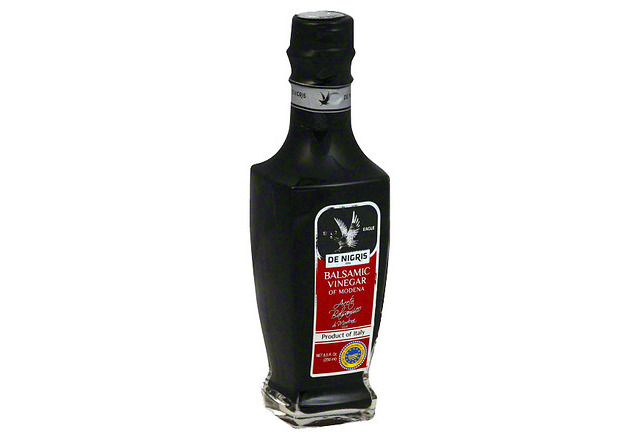 DE NIGRIS
DE
EAGLE
DE NIGRIS
BALSAMIC
VINEGAR
OF MODENA
Aceto
Balsamico
di Modena
Product of Italy
NET 8.5 FL Oz
(250 ml)